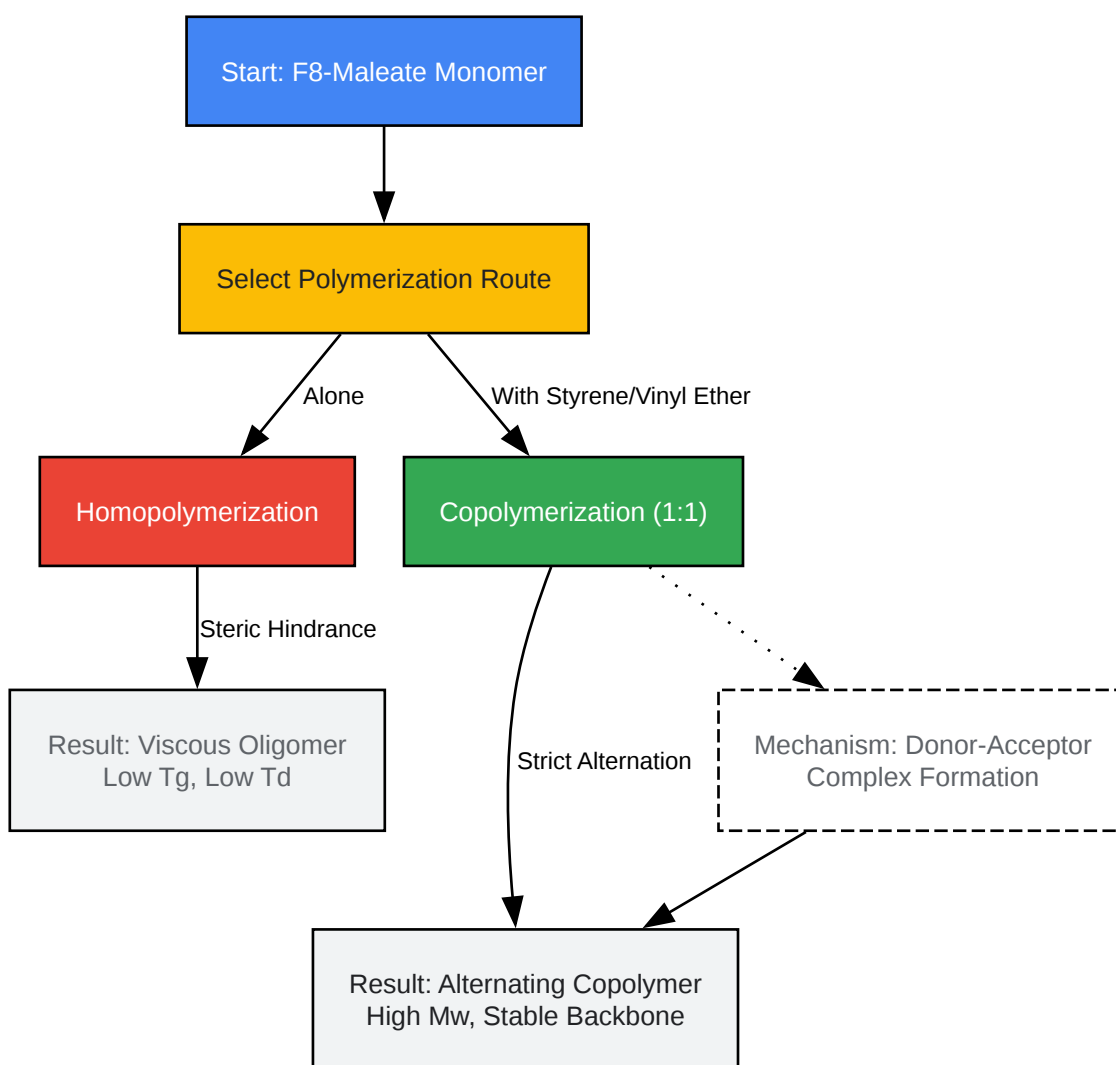 Start: F8-Maleate Monomer
Select Polymerization Route
Alone
With Styrene/Vinyl Ether
Homopolymerization
Copolymerization (1:1)
Steric Hindrance
Result: Viscous Oligomer
Low Tg, Low Td
Strict Alternation
Mechanism: Donor-Acceptor
Complex Formation
Result: Alternating Copolymer
High Mw, Stable Backbone